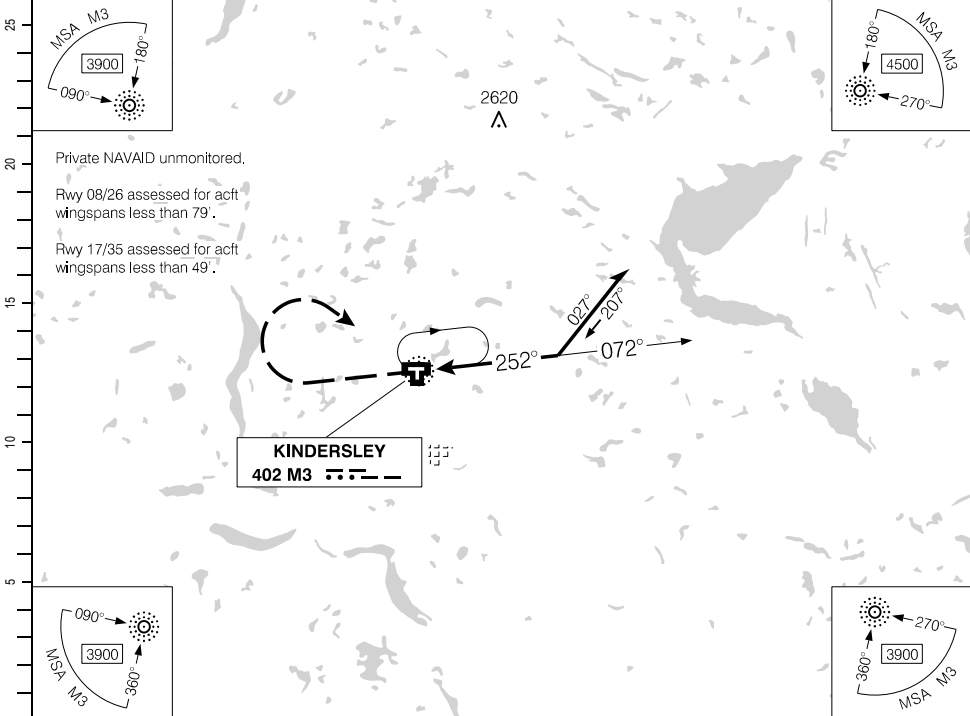 25
MSA M3
3900
180°
090°
MSA M3
4500
180°
270°
2620
Private NAVAID unmonitored.
20
Rwy 08/26 assessed for acft
wingspans less than 79'.
Rwy 17/35 assessed for acft
wingspans less than 49'.
15
027°
207°
252°
072°
10
KINDERSLEY
402 M3
5
090°
3900
360°
MSA M3
270°
3900
360°
MSA M3